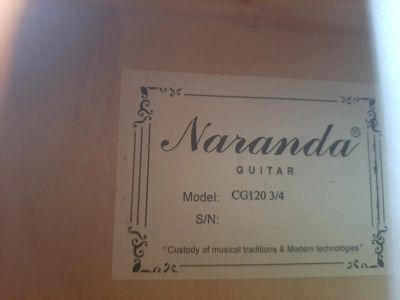 Naranda®
GUITAR
Model: CG120 3/4
S/N:
"Custody of musical traditions & Modern technologies"